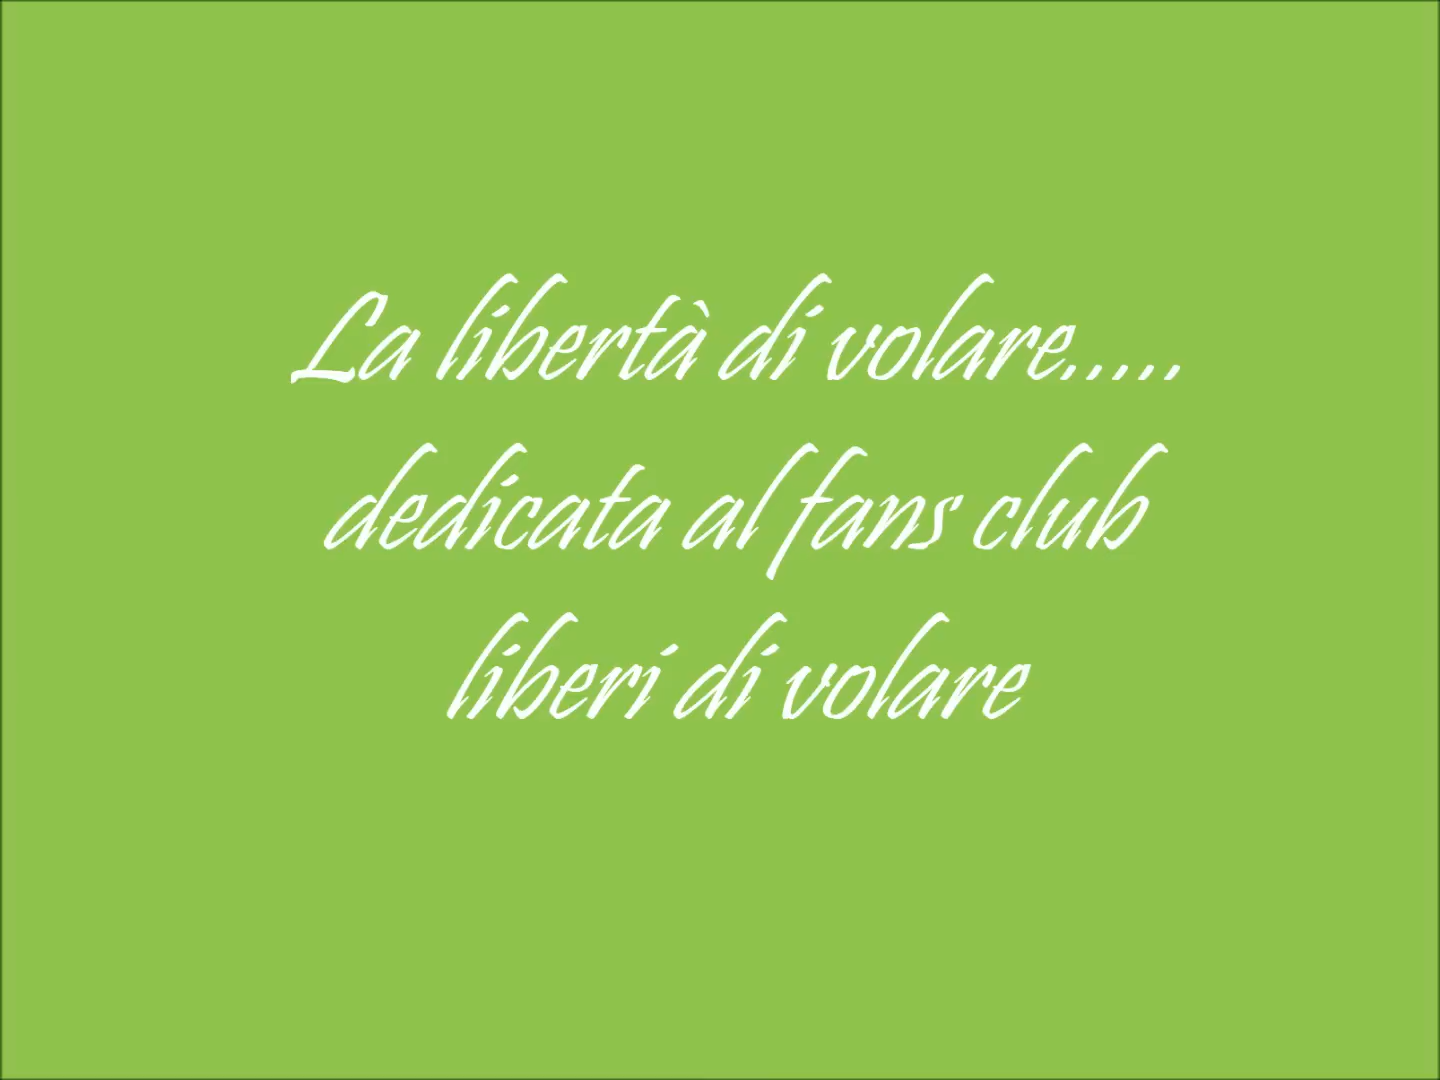 La libertà di volare.....
dedicata al fans club
liberi di volare